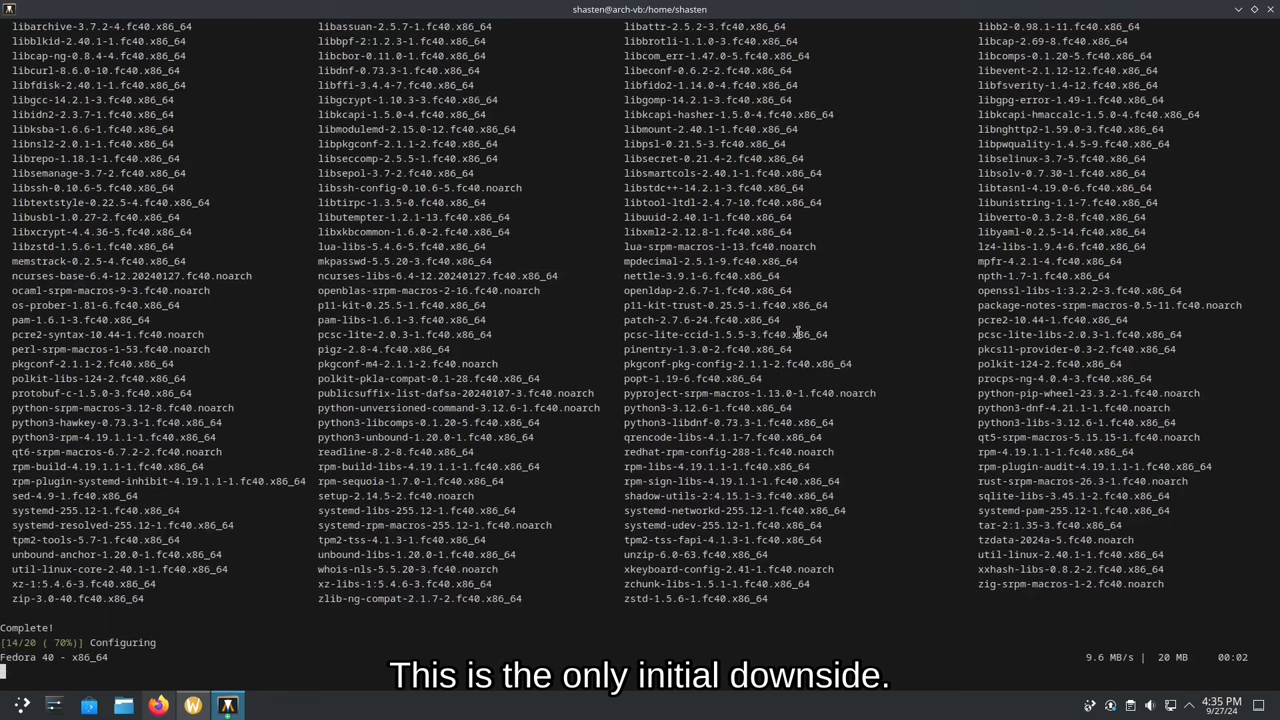 shasten@arch-vb:/home/shasten
libarchive-3.7.2-4.fc40.x86_64 libassuan-2.5.7-1.fc40.x86_64 libattr-2.5.2-3.fc40.x86_64 libb2-0.98.1-11.fc40.x86_64
libblkid-2.40.1-1.fc40.x86_64 libbpf-2:1.2.3-1.fc40.x86_64 libbrotli-1.1.0-3.fc40.x86_64 libcap-2.69-8.fc40.x86_64
libcap-ng-0.8.4-4.fc40.x86_64 libcbor-0.11.0-1.fc40.x86_64 libcom_err-1.47.0-5.fc40.x86_64 libcomps-0.1.20-5.fc40.x86_64
libcurl-8.6.0-10.fc40.x86_64 libdnf-0.73.3-1.fc40.x86_64 libeconf-0.6.2-2.fc40.x86_64 libevent-2.1.12-12.fc40.x86_64
libfdisk-2.40.1-1.fc40.x86_64 libffi-3.4.4-7.fc40.x86_64 libfido2-1.14.0-4.fc40.x86_64 libfsverity-1.4-12.fc40.x86_64
libgcc-14.2.1-3.fc40.x86_64 libgcrypt-1.10.3-3.fc40.x86_64 libgomp-14.2.1-3.fc40.x86_64 libgpg-error-1.49-1.fc40.x86_64
libidn2-2.3.7-1.fc40.x86_64 libkcapi-1.5.0-4.fc40.x86_64 libkcapi-hasher-1.5.0-4.fc40.x86_64 libkcapi-hmaccalc-1.5.0-4.fc40.x86_64
libksba-1.6.6-1.fc40.x86_64 libmodulemd-2.15.0-12.fc40.x86_64 libmount-2.40.1-1.fc40.x86_64 libnghttp2-1.59.0-3.fc40.x86_64
libnsl2-2.0.1-1.fc40.x86_64 libpkgconf-2.1.1-2.fc40.x86_64 libpsl-0.21.5-3.fc40.x86_64 libpwquality-1.4.5-9.fc40.x86_64
librepo-1.18.1-1.fc40.x86_64 libseccomp-2.5.5-1.fc40.x86_64 libsecret-0.21.4-2.fc40.x86_64 libselinux-3.7-5.fc40.x86_64
libsemanage-3.7-2.fc40.x86_64 libsepol-3.7-2.fc40.x86_64 libsmartcols-2.40.1-1.fc40.x86_64 libsolv-0.7.30-1.fc40.x86_64
libssh-0.10.6-5.fc40.x86_64 libssh-config-0.10.6-5.fc40.noarch libstdc++-14.2.1-3.fc40.x86_64 libtasn1-4.19.0-6.fc40.x86_64
libtextstyle-0.22.5-4.fc40.x86_64 libtirpc-1.3.5-0.fc40.x86_64 libtool-ltdl-2.4.7-10.fc40.x86_64 libunistring-1.1-7.fc40.x86_64
libusb1-1.0.27-2.fc40.x86_64 libutempter-1.2.1-13.fc40.x86_64 libuuid-2.40.1-1.fc40.x86_64 libverto-0.3.2-8.fc40.x86_64
libxcrypt-4.4.36-5.fc40.x86_64 libxkbcommon-1.6.0-2.fc40.x86_64 libxml2-2.12.8-1.fc40.x86_64 libyaml-0.2.5-14.fc40.x86_64
libzstd-1.5.6-1.fc40.x86_64 lua-libs-5.4.6-5.fc40.x86_64 lua-srpm-macros-1-13.fc40.noarch lz4-libs-1.9.4-6.fc40.x86_64
memstrack-0.2.5-4.fc40.x86_64 mkpasswd-5.5.20-3.fc40.x86_64 mpdecimal-2.5.1-9.fc40.x86_64 mpfr-4.2.1-4.fc40.x86_64
ncurses-base-6.4-12.20240127.fc40.noarch ncurses-libs-6.4-12.20240127.fc40.x86_64 nettle-3.9.1-6.fc40.x86_64 npth-1.7-1.fc40.x86_64
ocaml-srpm-macros-9-3.fc40.noarch openblas-srpm-macros-2-16.fc40.noarch openldap-2.6.7-1.fc40.x86_64 openssl-libs-1:3.2.2-3.fc40.x86_64
os-prober-1.81-6.fc40.x86_64 p11-kit-0.25.5-1.fc40.x86_64 p11-kit-trust-0.25.5-1.fc40.x86_64 package-notes-srpm-macros-0.5-11.fc40.noarch
pam-1.6.1-3.fc40.x86_64 pam-libs-1.6.1-3.fc40.x86_64 patch-2.7.6-24.fc40.x86_64 pcre2-10.44-1.fc40.x86_64
pcre2-syntax-10.44-1.fc40.noarch pcsc-lite-2.0.3-1.fc40.x86_64 pcsc-lite-ccid-1.5.5-3.fc40.x86_64 pcsc-lite-libs-2.0.3-1.fc40.x86_64
perl-srpm-macros-1-53.fc40.noarch pigz-2.8-4.fc40.x86_64 pinentry-1.3.0-2.fc40.x86_64 pkcs11-provider-0.3-2.fc40.x86_64
pkgconf-2.1.1-2.fc40.x86_64 pkgconf-m4-2.1.1-2.fc40.noarch pkgconf-pkg-config-2.1.1-2.fc40.x86_64 polkit-124-2.fc40.x86_64
polkit-libs-124-2.fc40.x86_64 polkit-pkla-compat-0.1-28.fc40.x86_64 popt-1.19-6.fc40.x86_64 procps-ng-4.0.4-3.fc40.x86_64
protobuf-c-1.5.0-3.fc40.x86_64 publicsuffix-list-dafsa-20240107-3.fc40.noarch pyproject-srpm-macros-1.13.0-1.fc40.noarch python-pip-wheel-23.3.2-1.fc40.noarch
python-srpm-macros-3.12-8.fc40.noarch python-unversioned-command-3.12.6-1.fc40.noarch python3-3.12.6-1.fc40.x86_64 python3-dnf-4.21.1-1.fc40.noarch
python3-hawkey-0.73.3-1.fc40.x86_64 python3-libcomps-0.1.20-5.fc40.x86_64 python3-libdnf-0.73.3-1.fc40.x86_64 python3-libs-3.12.6-1.fc40.x86_64
python3-rpm-4.19.1.1-1.fc40.x86_64 python3-unbound-1.20.0-1.fc40.x86_64 qrencode-libs-4.1.1-7.fc40.x86_64 qt5-srpm-macros-5.15.15-1.fc40.noarch
qt6-srpm-macros-6.7.2-2.fc40.noarch readline-8.2-8.fc40.x86_64 redhat-rpm-config-288-1.fc40.noarch rpm-4.19.1.1-1.fc40.x86_64
rpm-build-4.19.1.1-1.fc40.x86_64 rpm-build-libs-4.19.1.1-1.fc40.x86_64 rpm-libs-4.19.1.1-1.fc40.x86_64 rpm-plugin-audit-4.19.1.1-1.fc40.x86_64
rpm-plugin-systemd-inhibit-4.19.1.1-1.fc40.x86_64 rpm-sequoia-1.7.0-1.fc40.x86_64 rpm-sign-libs-4.19.1.1-1.fc40.x86_64 rust-srpm-macros-26.3-1.fc40.noarch
sed-4.9-1.fc40.x86_64 setup-2.14.5-2.fc40.noarch shadow-utils-2:4.15.1-3.fc40.x86_64 sqlite-libs-3.45.1-2.fc40.x86_64
systemd-255.12-1.fc40.x86_64 systemd-libs-255.12-1.fc40.x86_64 systemd-networkd-255.12-1.fc40.x86_64 systemd-pam-255.12-1.fc40.x86_64
systemd-resolved-255.12-1.fc40.x86_64 systemd-rpm-macros-255.12-1.fc40.noarch systemd-udev-255.12-1.fc40.x86_64 tar-2:1.35-3.fc40.x86_64
tpm2-tools-5.7-1.fc40.x86_64 tpm2-tss-4.1.3-1.fc40.x86_64 tpm2-tss-fapi-4.1.3-1.fc40.x86_64 tzdata-2024a-5.fc40.noarch
unbound-anchor-1.20.0-1.fc40.x86_64 unbound-libs-1.20.0-1.fc40.x86_64 unzip-6.0-63.fc40.x86_64 util-linux-2.40.1-1.fc40.x86_64
util-linux-core-2.40.1-1.fc40.x86_64 whois-nls-5.5.20-3.fc40.noarch xkeyboard-config-2.41-1.fc40.noarch xxhash-libs-0.8.2-2.fc40.x86_64
xz-1:5.4.6-3.fc40.x86_64 xz-libs-1:5.4.6-3.fc40.x86_64 zchunk-libs-1.5.1-1.fc40.x86_64 zig-srpm-macros-1-2.fc40.noarch
zip-3.0-40.fc40.x86_64 zlib-ng-compat-2.1.7-2.fc40.x86_64 zstd-1.5.6-1.fc40.x86_64
Complete!
[14/20 ( 70%)] Configuring
Fedora 40 - x86_64 9.6 MB/s | 20 MB 00:02
This is the only initial downside.
4:35 PM
9/27/24